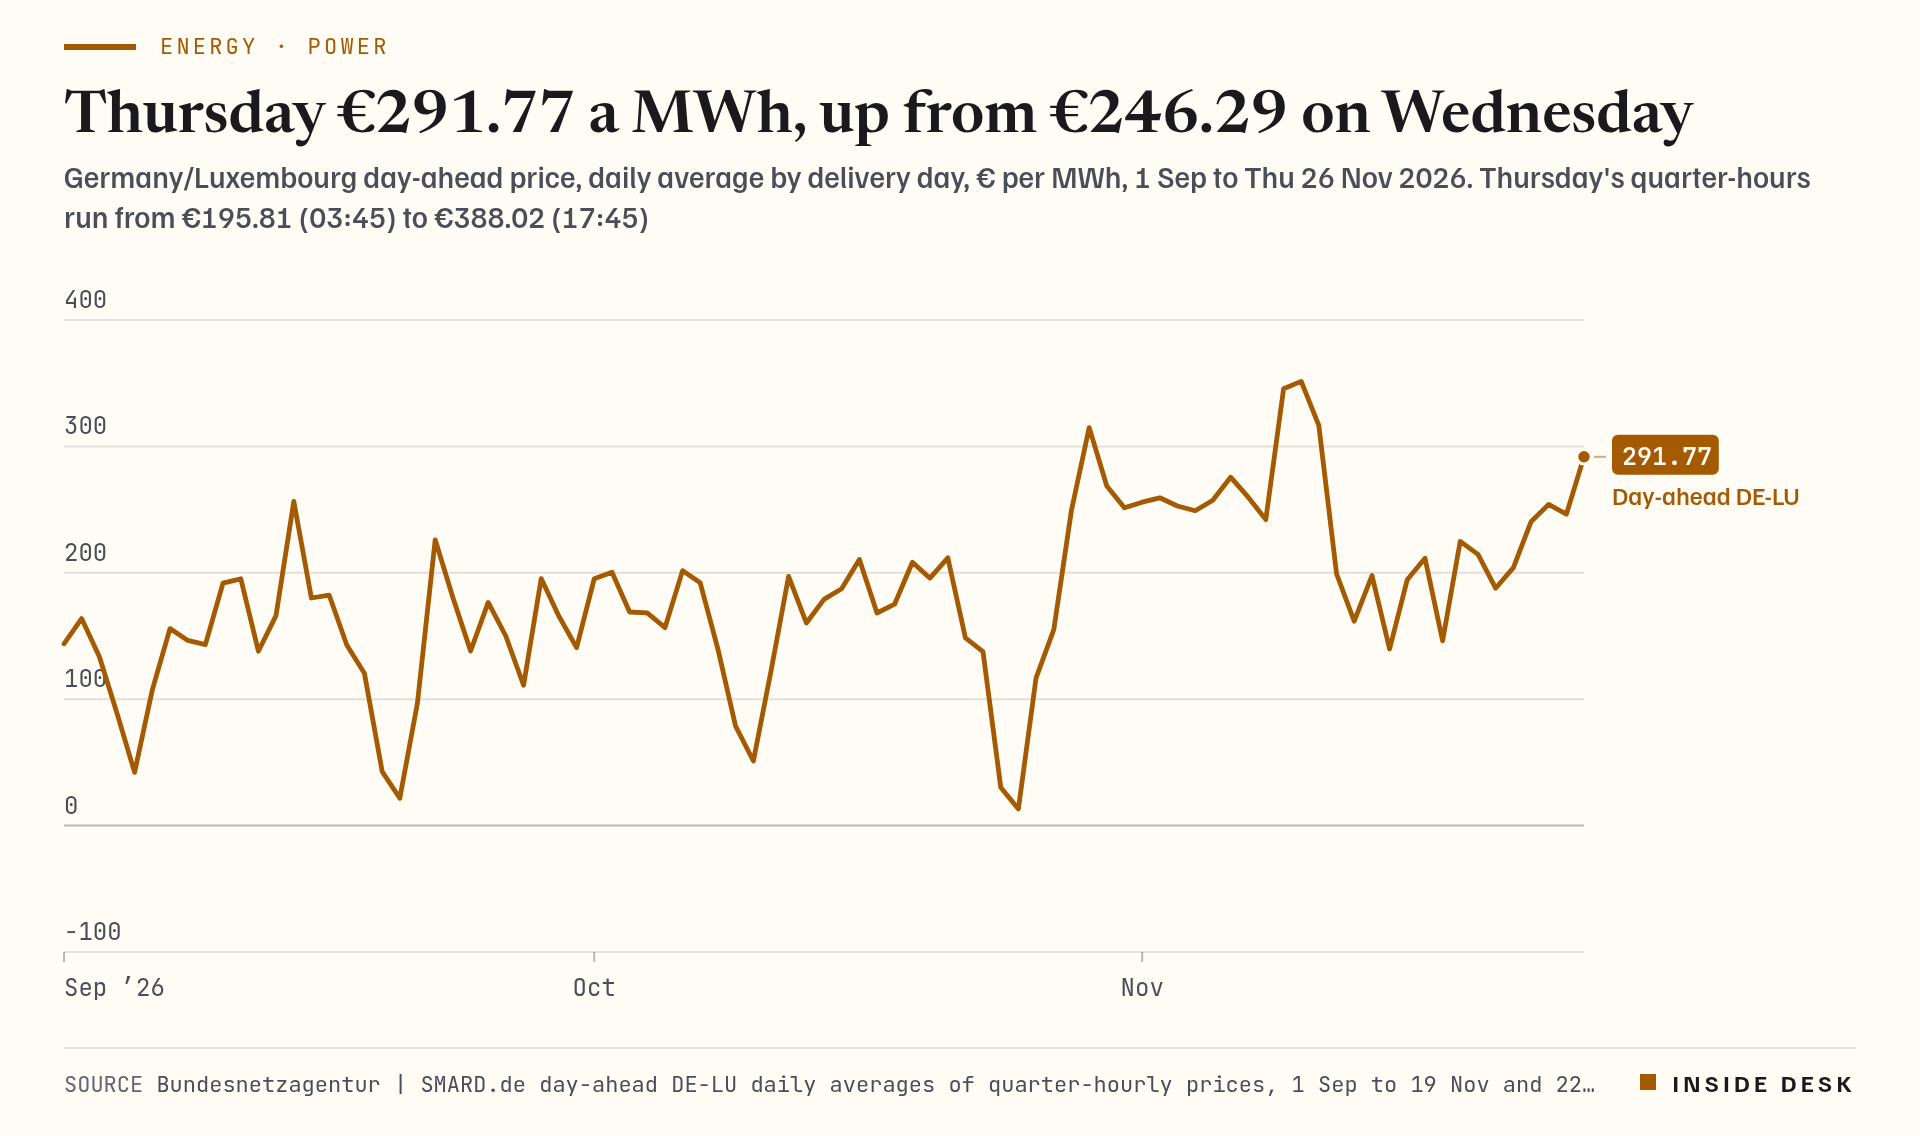 ENERGY · POWER
Thursday €291.77 a MWh, up from €246.29 on Wednesday
Germany/Luxembourg day-ahead price, daily average by delivery day, € per MWh, 1 Sep to Thu 26 Nov 2026. Thursday's quarter-hours
run from €195.81 (03:45) to €388.02 (17:45)
400
300
291.77
Day-ahead DE-LU
200
100
0
-100
Sep ’26 Oct Nov
SOURCE Bundesnetzagentur | SMARD.de day-ahead DE-LU daily averages of quarter-hourly prices, 1 Sep to 19 Nov and 22…
INSIDE DESK